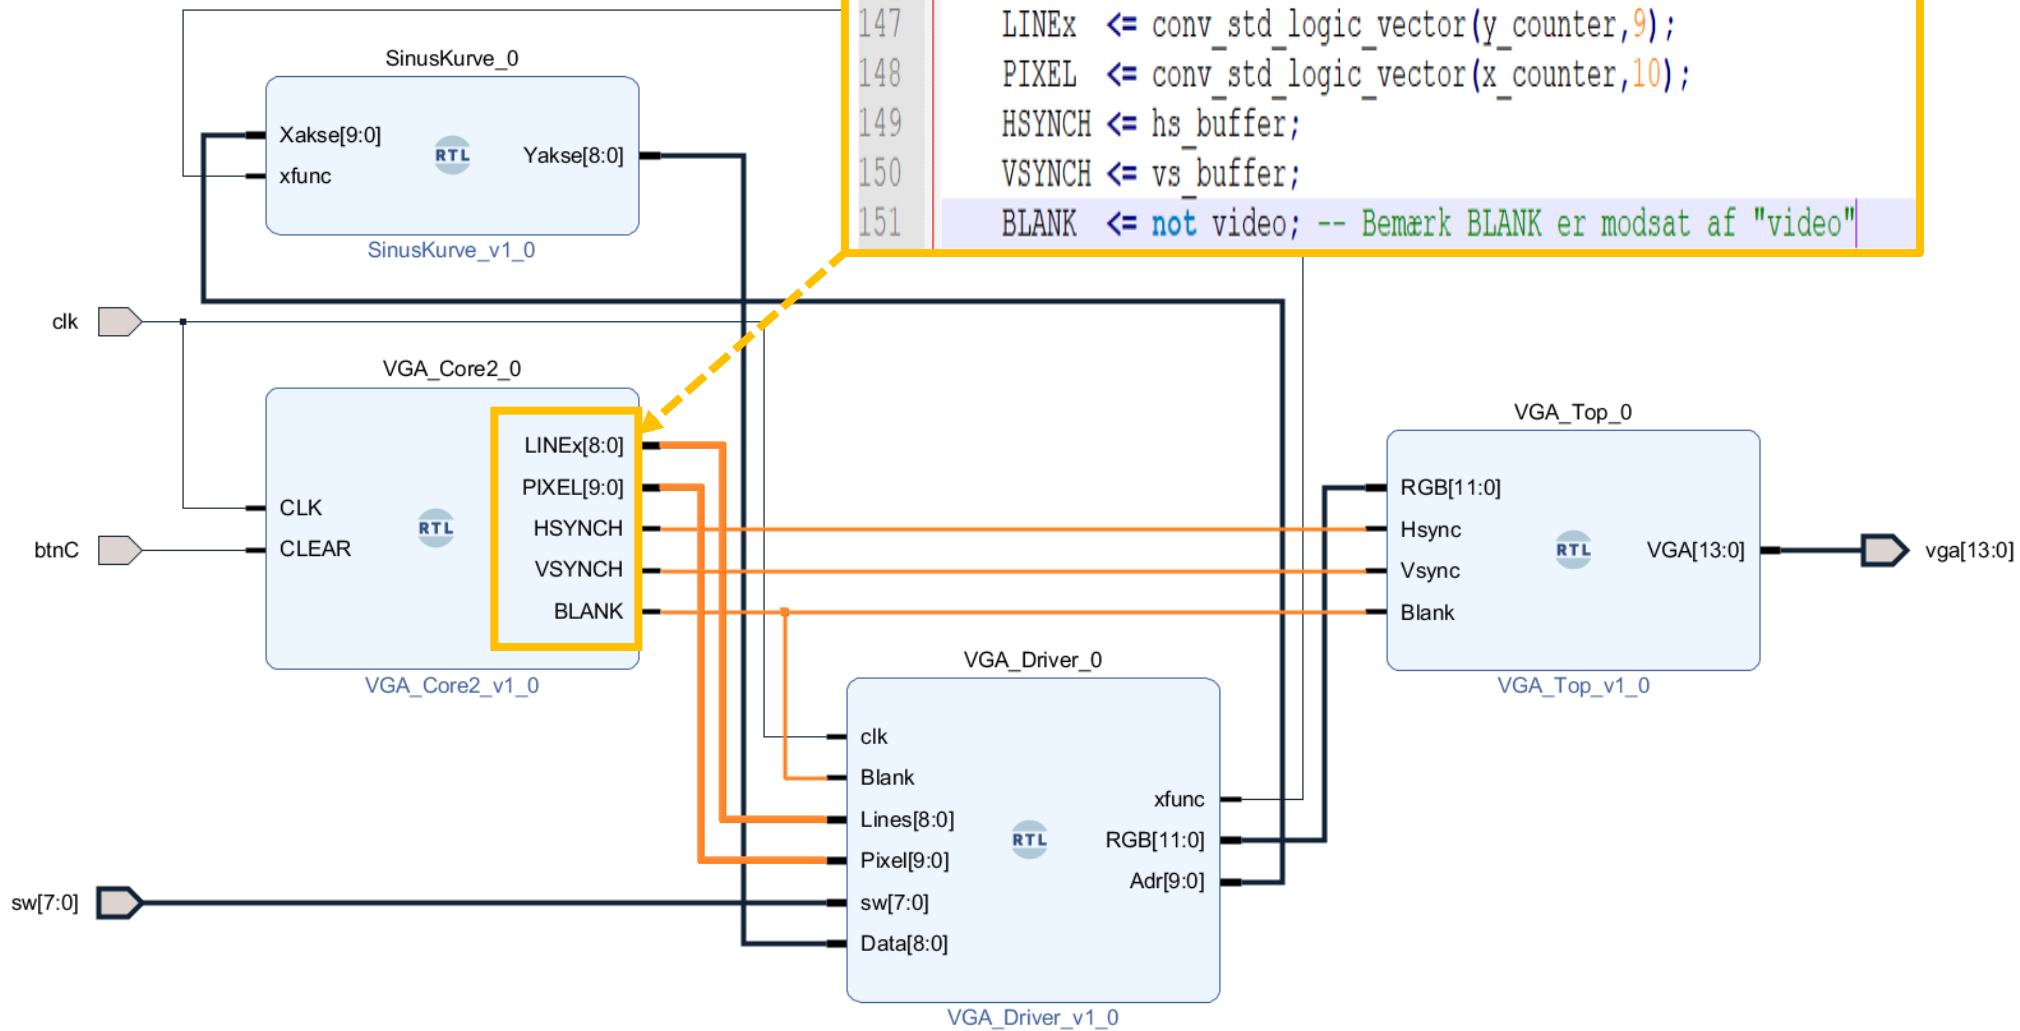 147 LINEx <= conv_std_logic_vector(y_counter,9);
148 PIXEL <= conv_std_logic_vector(x_counter,10);
149 HSYNCH <= hs_buffer;
150 VSYNCH <= vs_buffer;
151 BLANK <= not video; -- Bemærk BLANK er modsat af "video"
SinusKurve_0
Xakse[9:0]
xfunc
RTL
Yakse[8:0]
SinusKurve_v1_0
clk
btnC
sw[7:0]
VGA_Core2_0
CLK
CLEAR
RTL
LINEx[8:0]
PIXEL[9:0]
HSYNCH
VSYNCH
BLANK
VGA_Core2_v1_0
VGA_Driver_0
clk
Blank
Lines[8:0]
Pixel[9:0]
sw[7:0]
Data[8:0]
RTL
xfunc
RGB[11:0]
Adr[9:0]
VGA_Driver_v1_0
VGA_Top_0
RGB[11:0]
Hsync
Vsync
Blank
RTL
VGA[13:0]
VGA_Top_v1_0
vga[13:0]